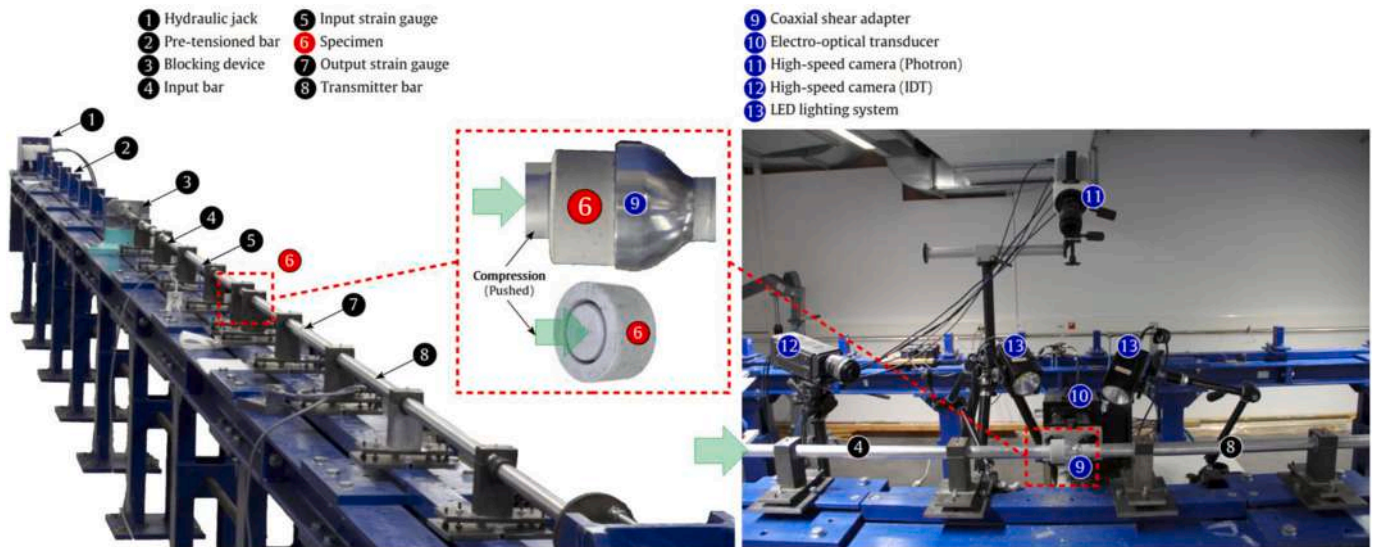 1 Hydraulic jack
2 Pre-tensioned bar
3 Blocking device
4 Input bar
5 Input strain gauge
6 Specimen
7 Output strain gauge
8 Transmitter bar
9 Coaxial shear adapter
10 Electro-optical transducer
11 High-speed camera (Photron)
12 High-speed camera (IDT)
13 LED lighting system
1
2
3
4
5
6
7
8
6
9
Compression
(Pushed)
6
11
12
13
13
10
4
9
8